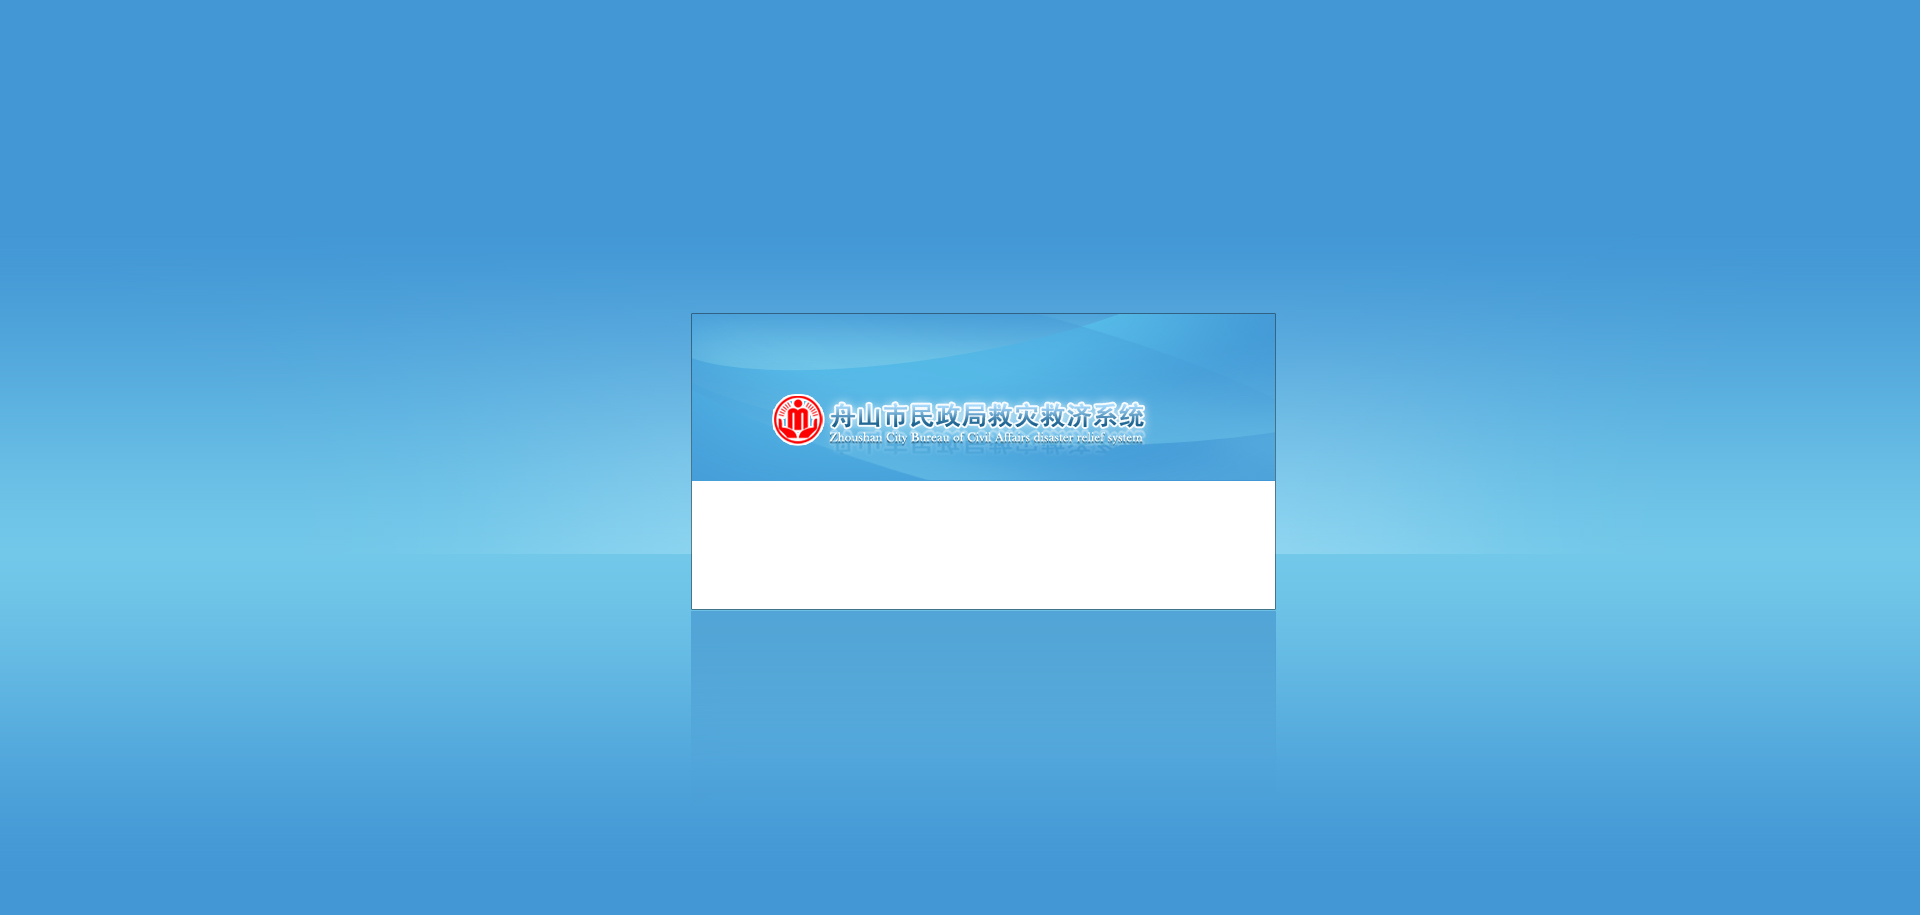 舟山市民政局救灾救济系统
Zhoushan City Bureau of Civil Affairs disaster relief system